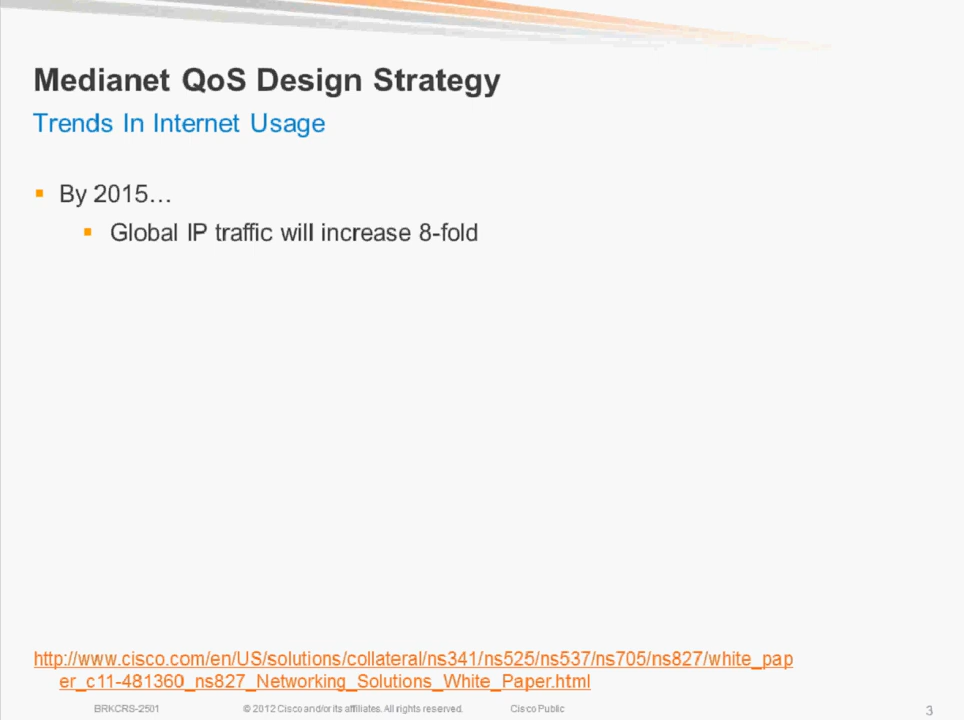 Medianet QoS Design Strategy
Trends In Internet Usage
▪ By 2015…
▪ Global IP traffic will increase 8-fold
http://www.cisco.com/en/US/solutions/collateral/ns341/ns525/ns537/ns705/ns827/white_pap
er_c11-481360_ns827_Networking_Solutions_White_Paper.html
BRKCRS-2501 © 2012 Cisco and/or its affiliates. All rights reserved. Cisco Public 3